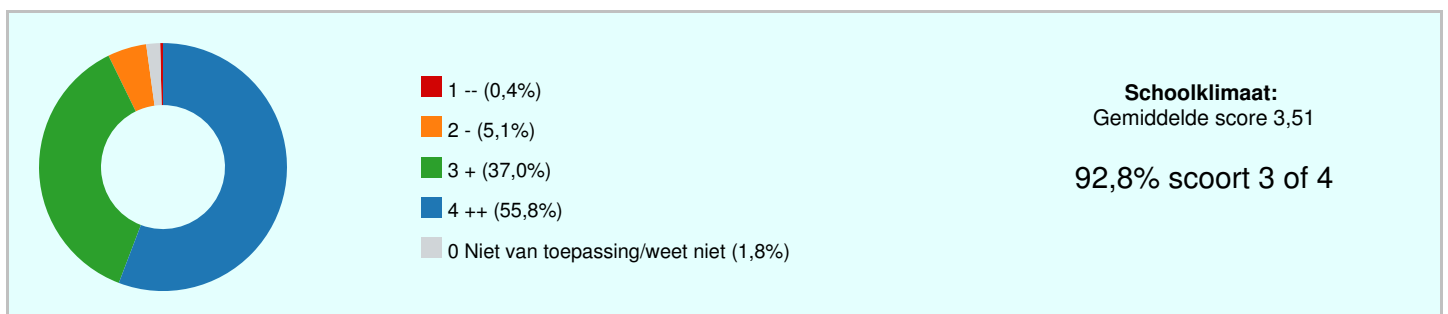 1 -- (0,4%)
2 - (5,1%)
3 + (37,0%)
4 ++ (55,8%)
0 Niet van toepassing/weet niet (1,8%)
Schoolklimaat:
Gemiddelde score 3,51
92,8% scoort 3 of 4